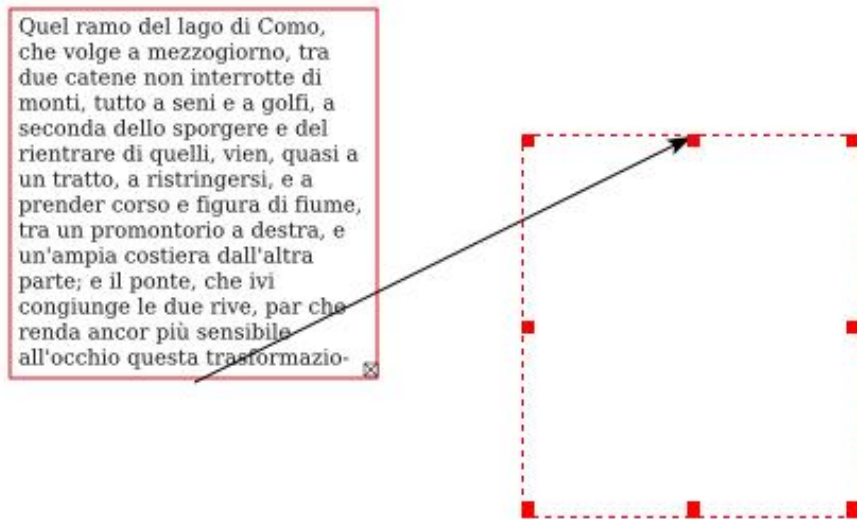 Quel ramo del lago di Como,
che volge a mezzogiorno, tra
due catene non interrotte di
monti, tutto a seni e a golfi, a
seconda dello sporgere e del
rientrare di quelli, vien, quasi a
un tratto, a ristringersi, e a
prender corso e figura di fiume,
tra un promontorio a destra, e
un'ampia costiera dall'altra
parte; e il ponte, che ivi
congiunge le due rive, par che
renda ancor più sensibile
all'occhio questa trasformazio-